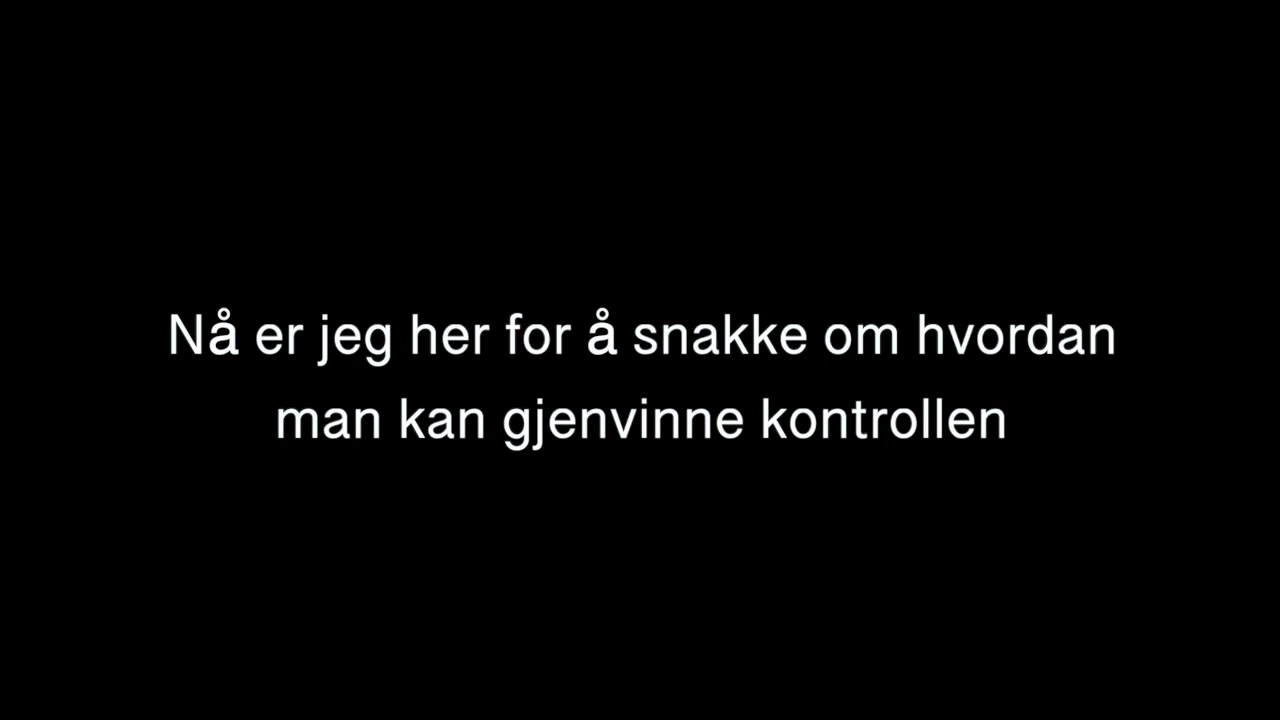 Nå er jeg her for å snakke om hvordan
man kan gjenvinne kontrollen